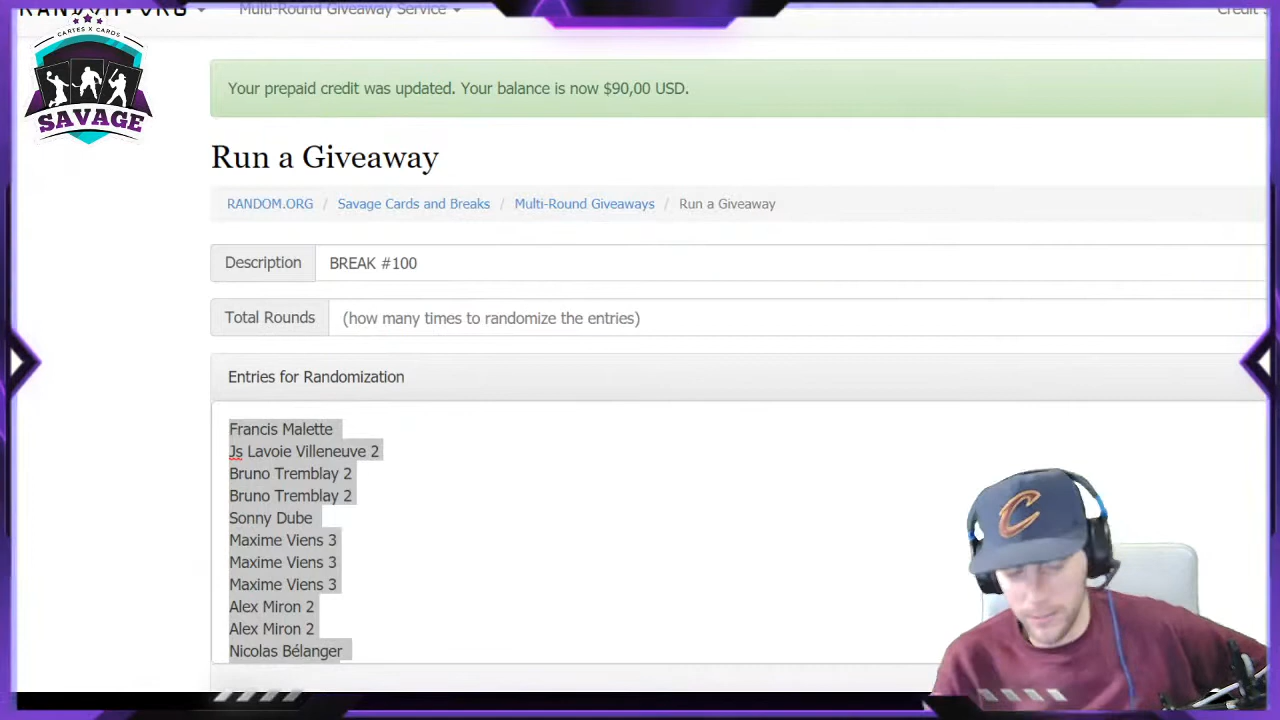 RANDOM.ORG
Multi-Round Giveaway Service
Credit
CARTES X CARDS
SAVAGE
Your prepaid credit was updated. Your balance is now $90,00 USD.
Run a Giveaway
RANDOM.ORG / Savage Cards and Breaks / Multi-Round Giveaways / Run a Giveaway
Description BREAK #100
Total Rounds (how many times to randomize the entries)
Entries for Randomization
Francis Malette
Js Lavoie Villeneuve 2
Bruno Tremblay 2
Bruno Tremblay 2
Sonny Dube
Maxime Viens 3
Maxime Viens 3
Maxime Viens 3
Alex Miron 2
Alex Miron 2
Nicolas Bélanger
C